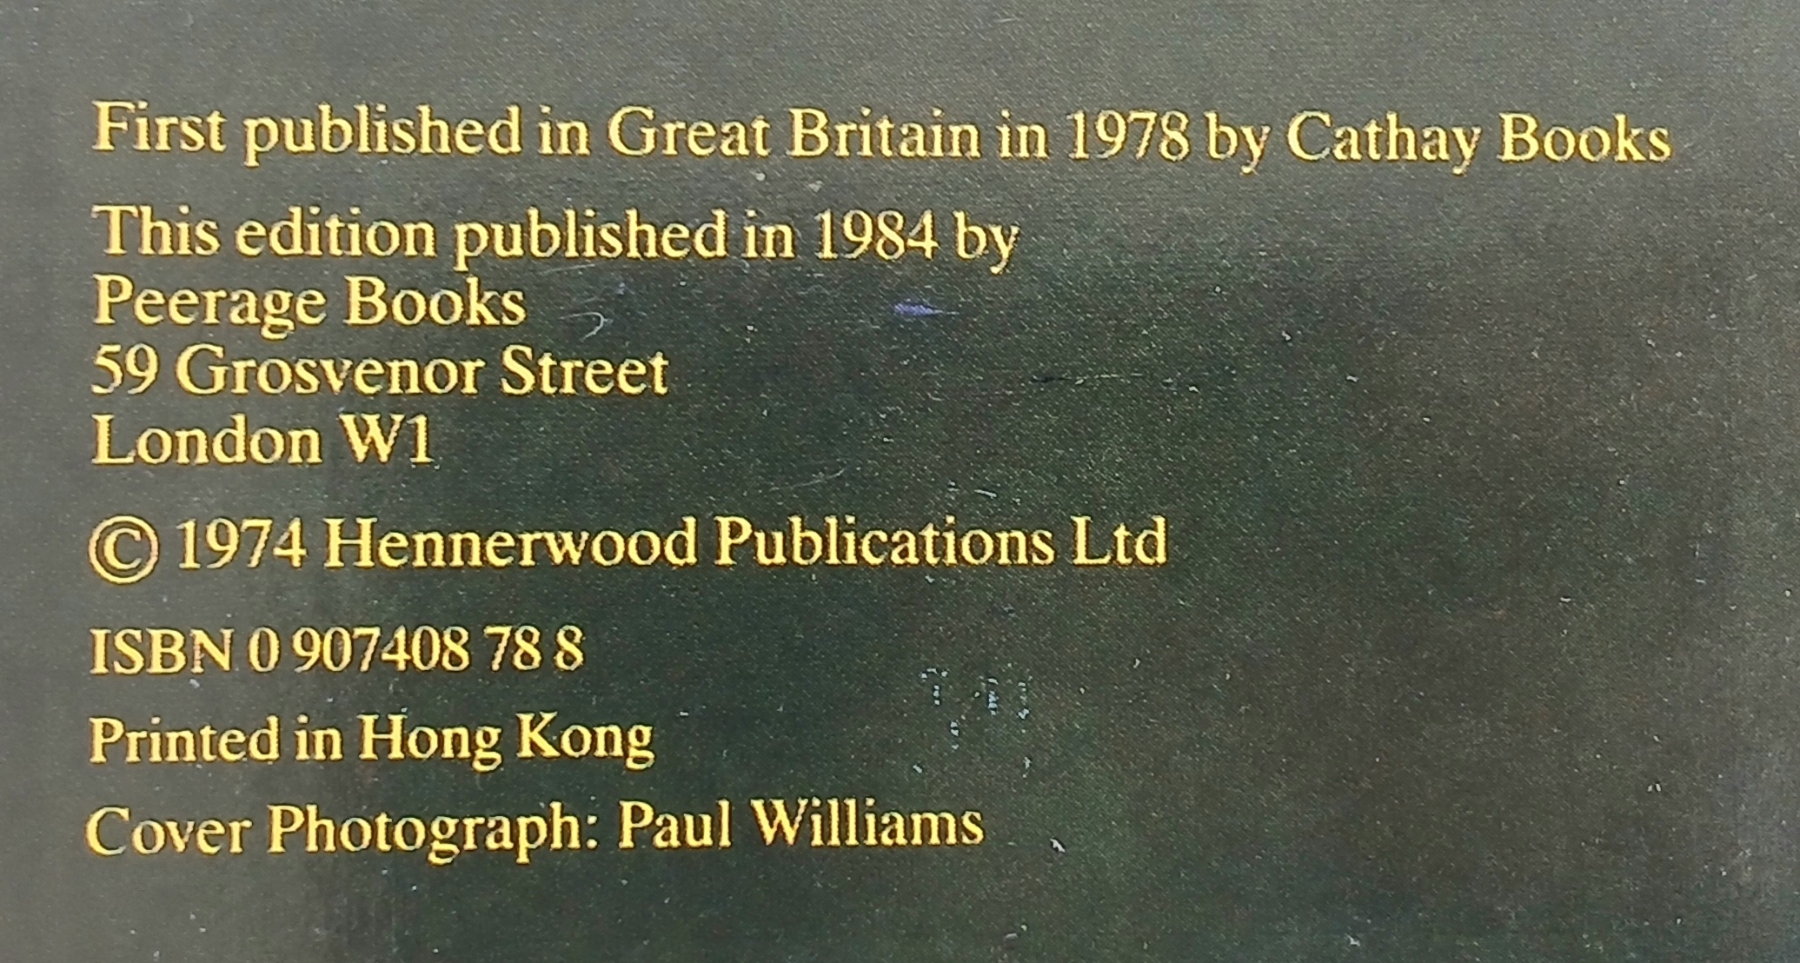 First published in Great Britain in 1978 by Cathay Books
This edition published in 1984 by
Peerage Books
59 Grosvenor Street
London W1
© 1974 Hennerwood Publications Ltd
ISBN 0 907408 78 8
Printed in Hong Kong
Cover Photograph: Paul Williams